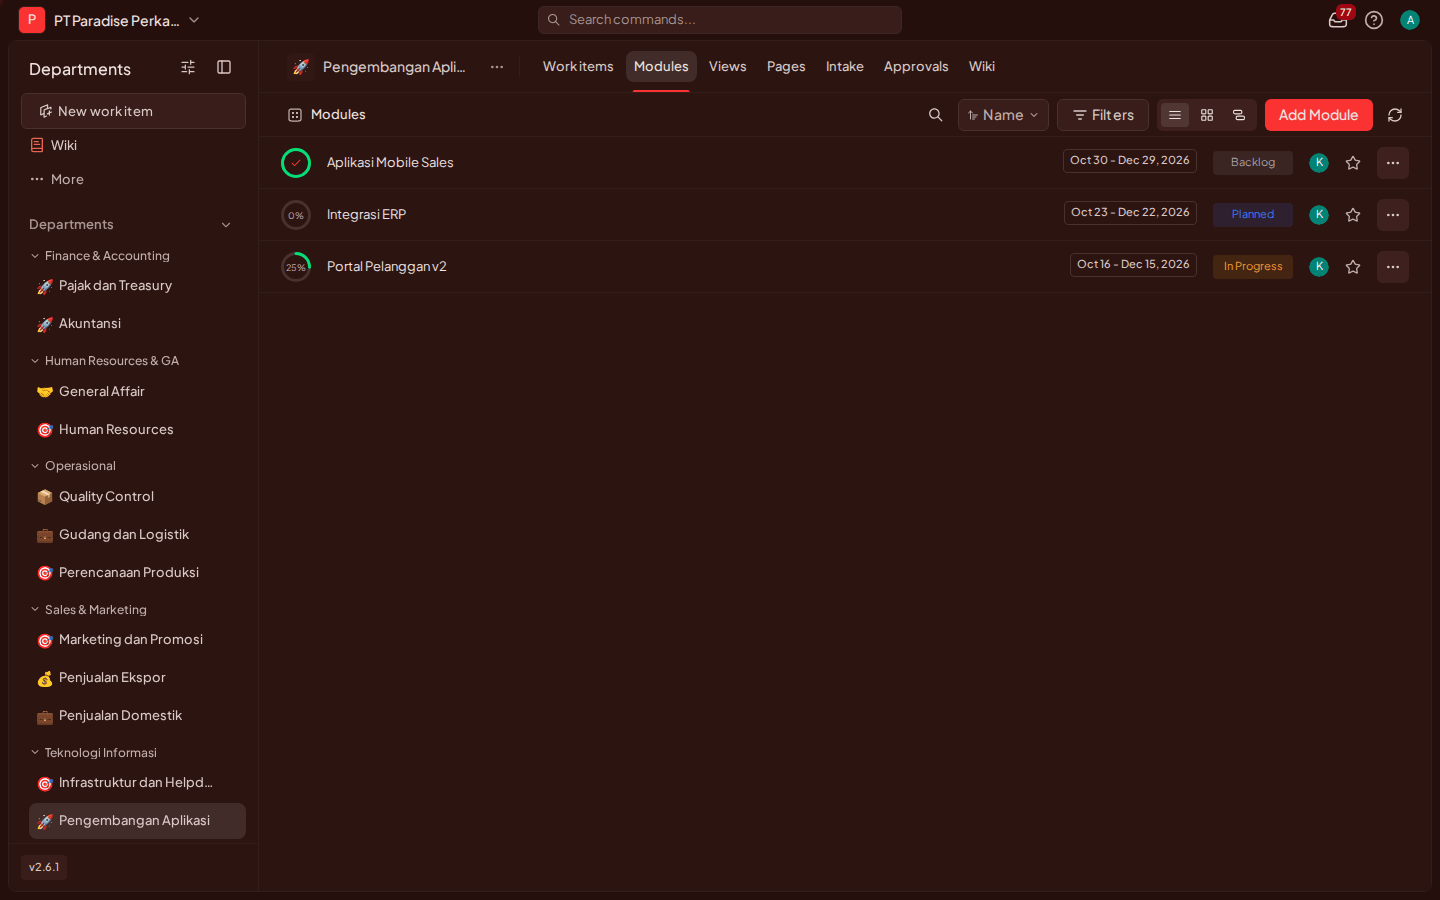 P PT Paradise Perka...
Search commands...
77
A
Departments
New work item
Wiki
More
Departments
Finance & Accounting
Pajak dan Treasury
Akuntansi
Human Resources & GA
General Affair
Human Resources
Operasional
Quality Control
Gudang dan Logistik
Perencanaan Produksi
Sales & Marketing
Marketing dan Promosi
Penjualan Ekspor
Penjualan Domestik
Teknologi Informasi
Infrastruktur dan Helpd...
Pengembangan Aplikasi
v2.6.1
Pengembangan Apli... Work items Modules Views Pages Intake Approvals Wiki
Modules Name Filters Add Module
Aplikasi Mobile Sales Oct 30 - Dec 29, 2026 Backlog K
0% Integrasi ERP Oct 23 - Dec 22, 2026 Planned K
25% Portal Pelanggan v2 Oct 16 - Dec 15, 2026 In Progress K